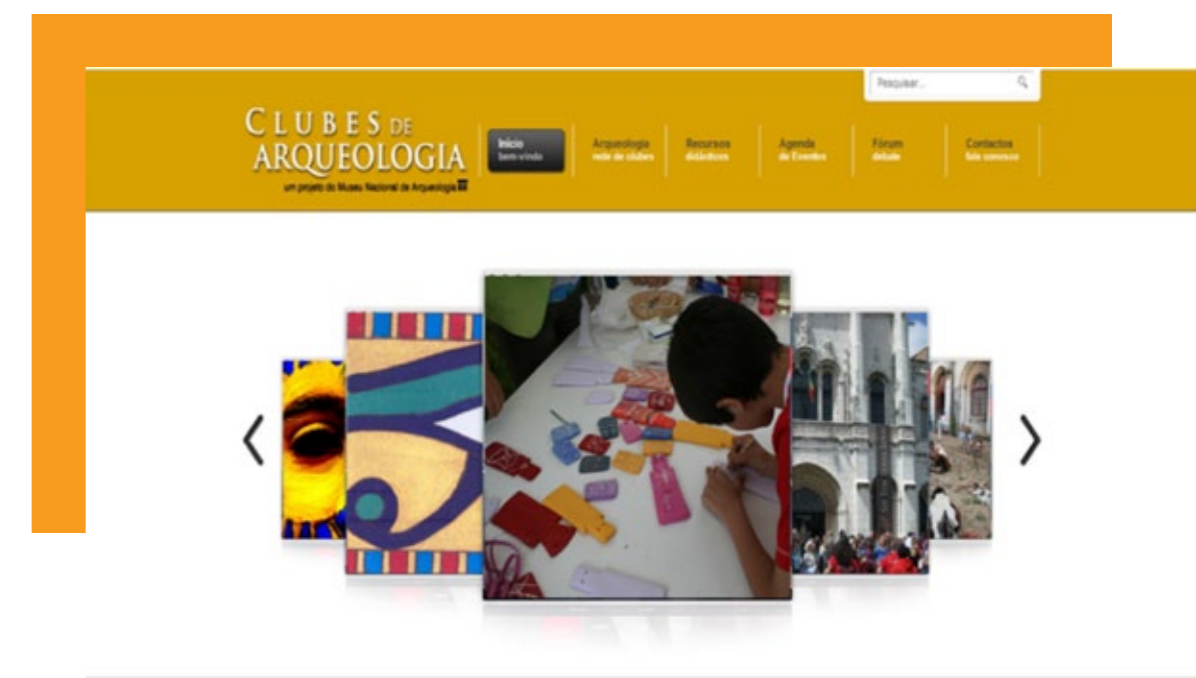 Pesquisar...
CLUBES DE
ARQUEOLOGIA
um projeto do Museu Nacional de Arqueologia
Início
bem-vindo
Arqueologia
rede de clubes
Recursos
didácticos
Agenda
de Eventos
Fórum
debate
Contactos
fale connosco